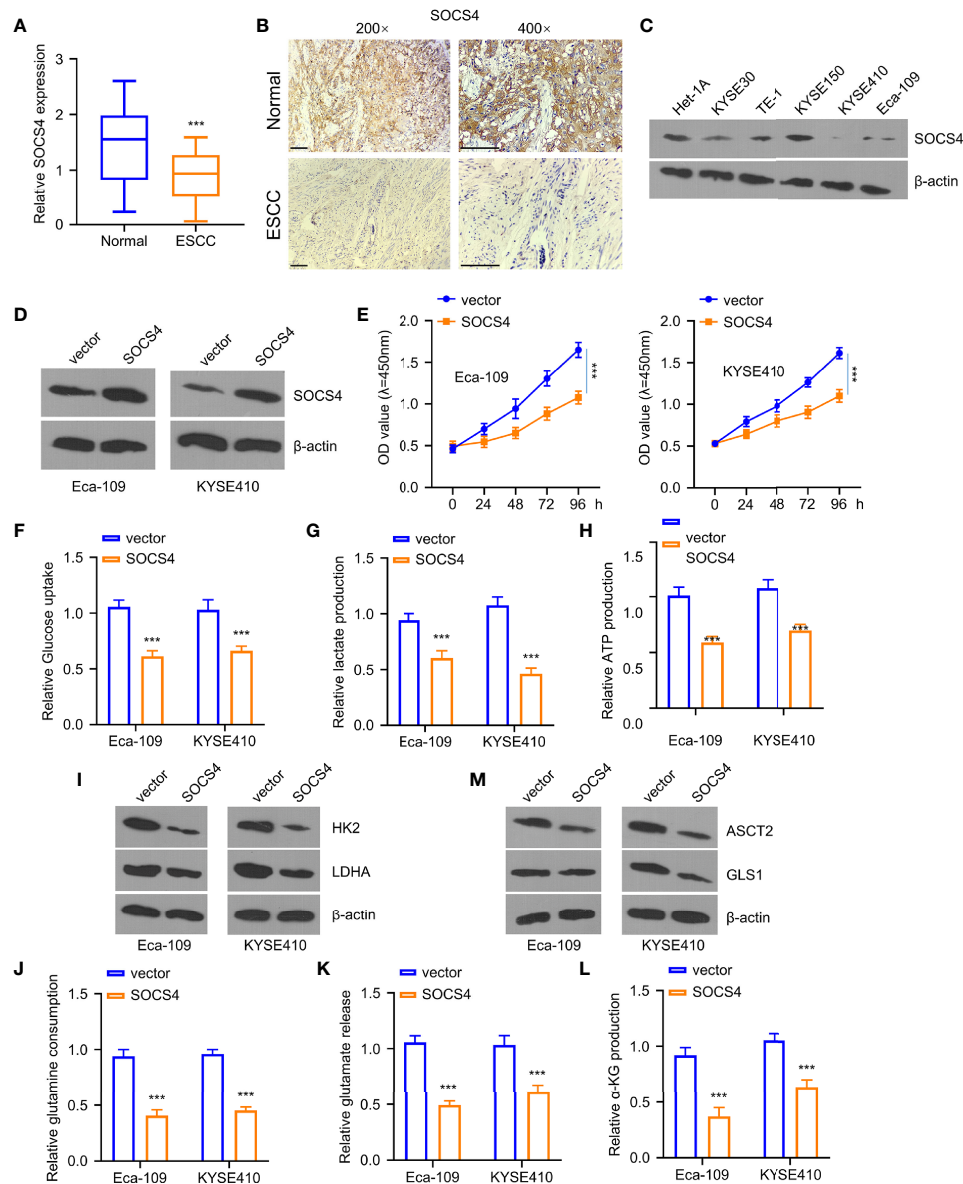 A
Relative SOCS4 expression
3
2
1
0
***
Normal
ESCC
B
SOCS4
200×
400×
Normal
ESCC
C
Het-1A
KYSE30
TE-1
KYSE150
KYSE410
Eca-109
SOCS4
β-actin
D
vector
SOCS4
vector
SOCS4
SOCS4
β-actin
Eca-109
KYSE410
E
vector
SOCS4
OD value (λ=450nm)
2.0
1.5
1.0
0.5
0.0
Eca-109
***
0 24 48 72 96 h
vector
SOCS4
OD value (λ=450nm)
2.0
1.5
1.0
0.5
0.0
KYSE410
***
0 24 48 72 96 h
F
vector
SOCS4
Relative Glucose uptake
1.5
1.0
0.5
0.0
***
***
Eca-109
KYSE410
G
vector
SOCS4
Relative lactate production
1.5
1.0
0.5
0.0
***
***
Eca-109
KYSE410
H
vector
SOCS4
Relative ATP production
1.5
1.0
0.5
0.0
***
***
Eca-109
KYSE410
I
vector
SOCS4
vector
SOCS4
HK2
LDHA
β-actin
Eca-109
KYSE410
M
vector
SOCS4
vector
SOCS4
ASCT2
GLS1
β-actin
Eca-109
KYSE410
J
vector
SOCS4
Relative glutamine consumption
1.5
1.0
0.5
0.0
***
***
Eca-109
KYSE410
K
vector
SOCS4
Relative glutamate release
1.5
1.0
0.5
0.0
***
***
Eca-109
KYSE410
L
vector
SOCS4
Relative α-KG production
1.5
1.0
0.5
0.0
***
***
Eca-109
KYSE410